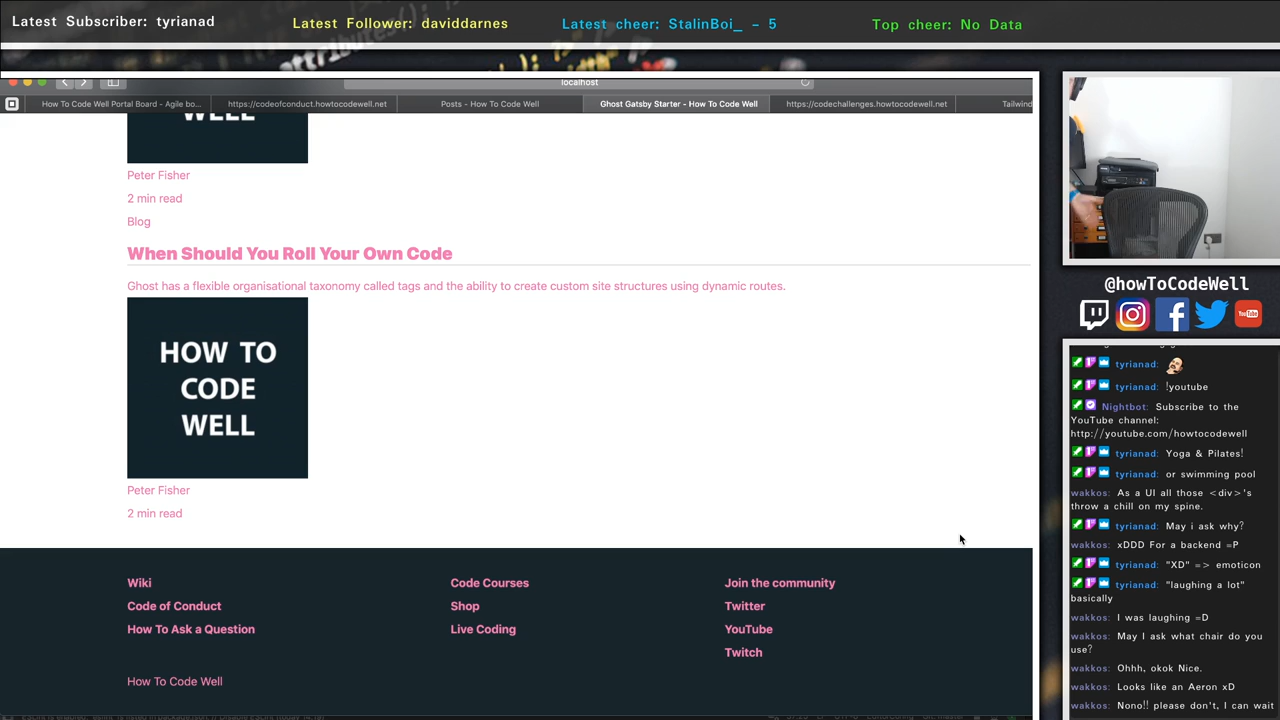 Latest Subscriber: tyrianad
Latest Follower: daviddarnes
Latest cheer: StalinBoi_ - 5
Top cheer: No Data
localhost
How To Code Well Portal Board - Agile bo...
https://codeofconduct.howtocodewell.net
Posts - How To Code Well
Ghost Gatsby Starter - How To Code Well
https://codechallenges.howtocodewell.net
Tailwind
WELL
Peter Fisher
2 min read
Blog
When Should You Roll Your Own Code
Ghost has a flexible organisational taxonomy called tags and the ability to create custom site structures using dynamic routes.
HOW TO
CODE
WELL
Peter Fisher
2 min read
Wiki
Code of Conduct
How To Ask a Question
Code Courses
Shop
Live Coding
Join the community
Twitter
YouTube
Twitch
How To Code Well
@howToCodeWell
tyrianad:
tyrianad: !youtube
Nightbot: Subscribe to the
YouTube channel:
http://youtube.com/howtocodewell
tyrianad: Yoga & Pilates!
tyrianad: or swimming pool
wakkos: As a UI all those <div>'s
throw a chill on my spine.
tyrianad: May i ask why?
wakkos: xDDD For a backend =P
tyrianad: "XD" => emoticon
tyrianad: "laughing a lot"
basically
wakkos: I was laughing =D
wakkos: May I ask what chair do you
use?
wakkos: Ohhh, okok Nice.
wakkos: Looks like an Aeron xD
wakkos: Nono!! please don't, I can wait